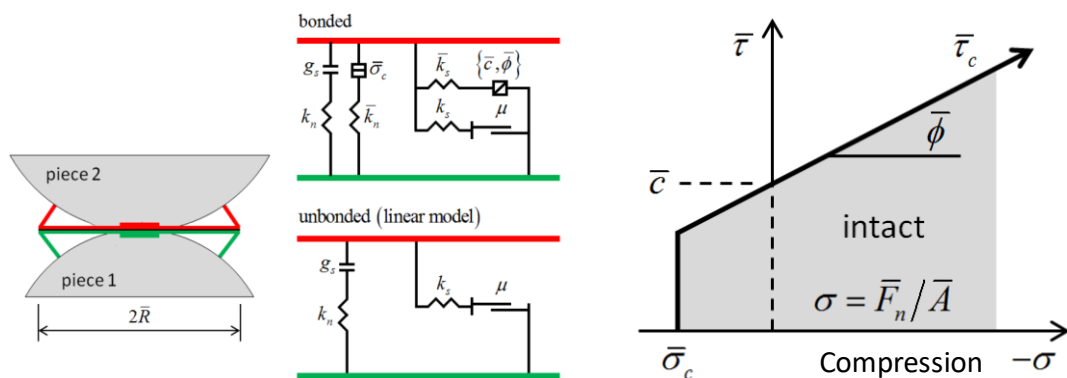 piece 2
piece 1
2R̄
bonded
g_s
σ̄_c
k_n
k̄_n
k̄_s
{c̄,φ̄}
k_s
μ
unbonded (linear model)
g_s
k_n
k_s
μ
τ̄
τ̄_c
φ̄
c̄
intact
σ = F̄_n/Ā
σ̄_c
Compression
−σ